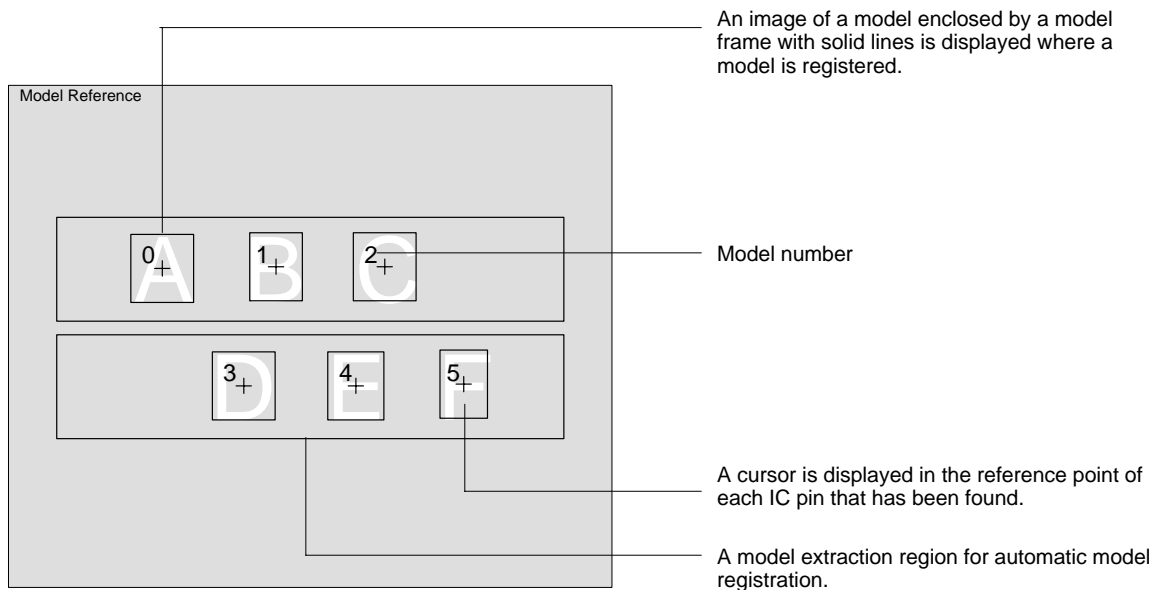 An image of a model enclosed by a model
frame with solid lines is displayed where a
model is registered.
Model Reference
0 A 1 B 2 C
Model number
3 D 4 E 5 F
A cursor is displayed in the reference point of
each IC pin that has been found.
A model extraction region for automatic model
registration.